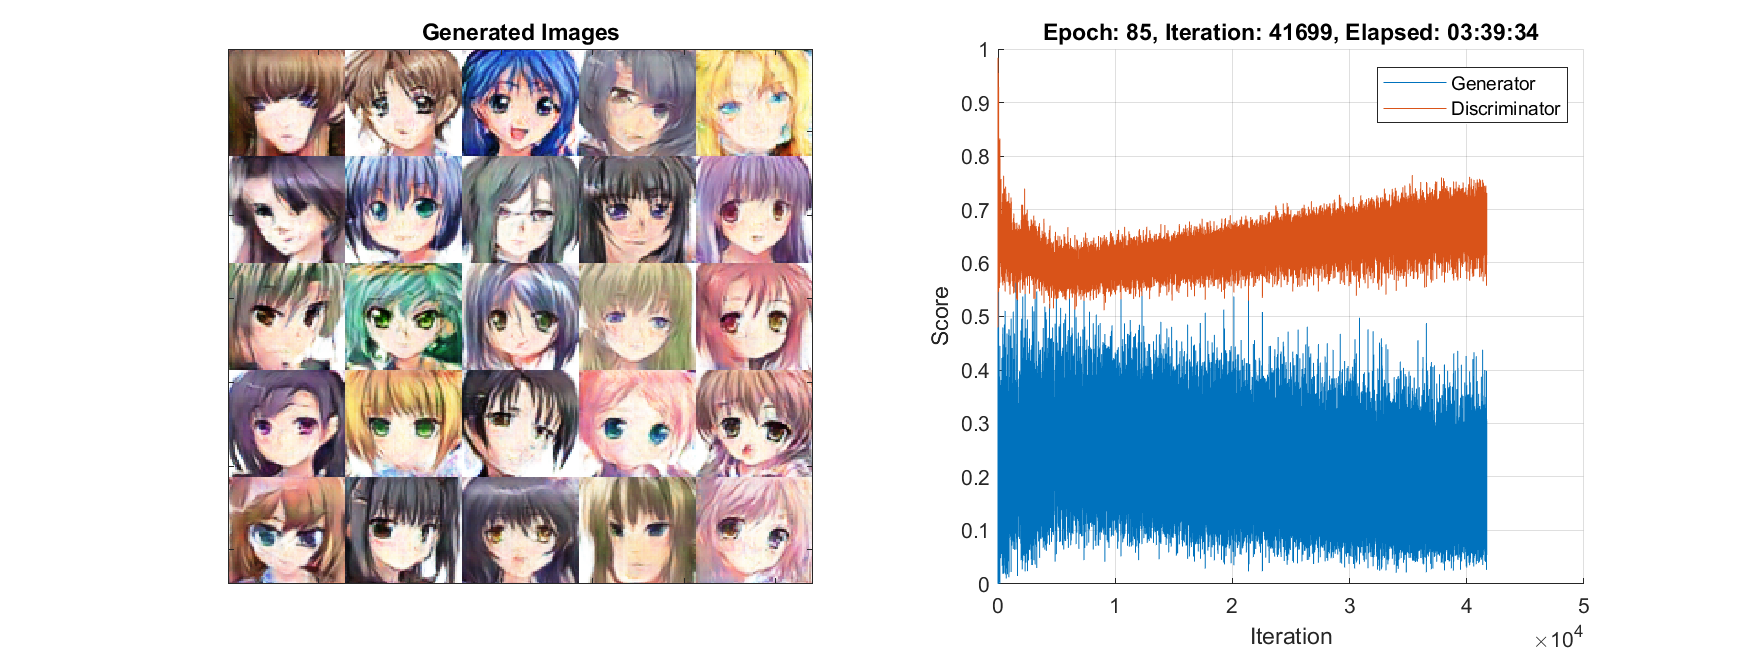 Generated Images
Epoch: 85, Iteration: 41699, Elapsed: 03:39:34
Generator
Discriminator
1
0.9
0.8
0.7
0.6
0.5
0.4
0.3
0.2
0.1
0
Score
0 1 2 3 4 5
Iteration
×10^4